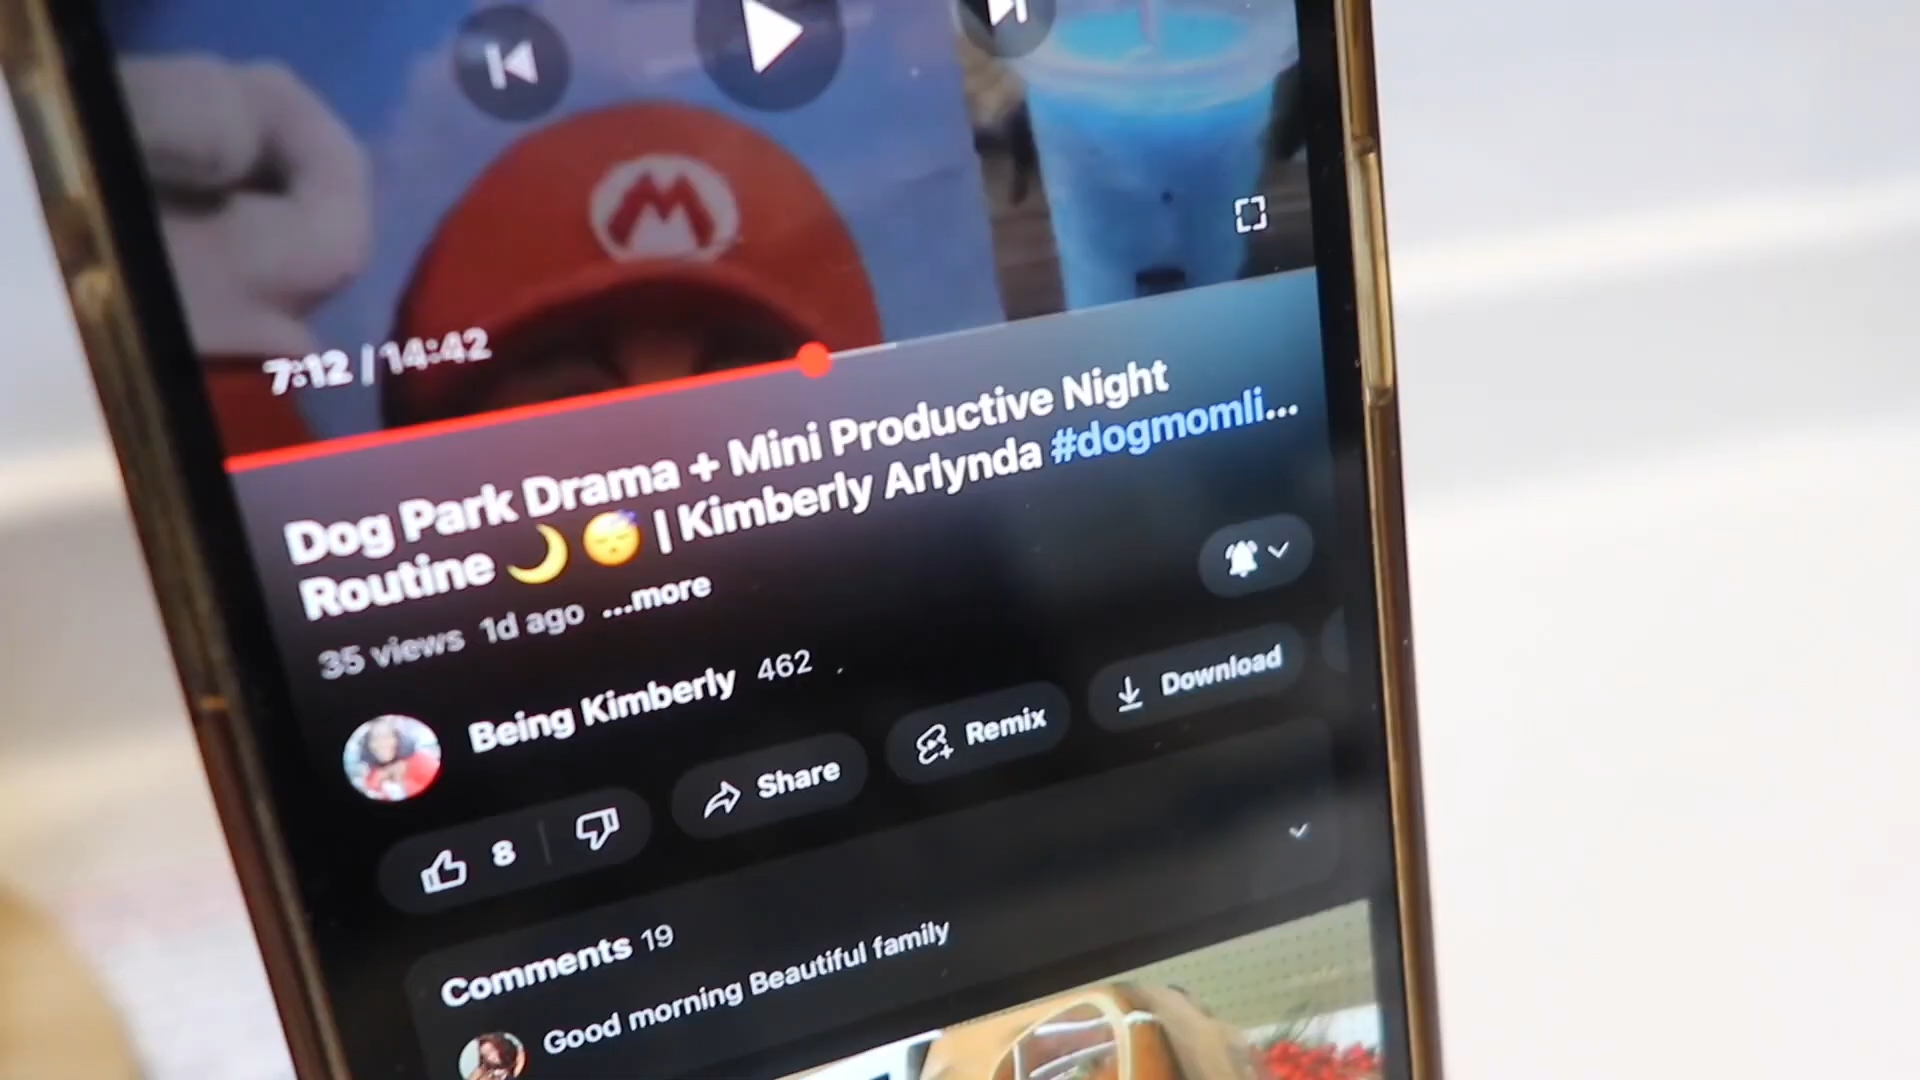 M
7:12 / 14:42
Dog Park Drama + Mini Productive Night
Routine 🌙 😴 | Kimberly Arlynda #dogmomli...
35 views 1d ago ...more
Being Kimberly 462
8
Share
Remix
Download
Comments 19
Good morning Beautiful family